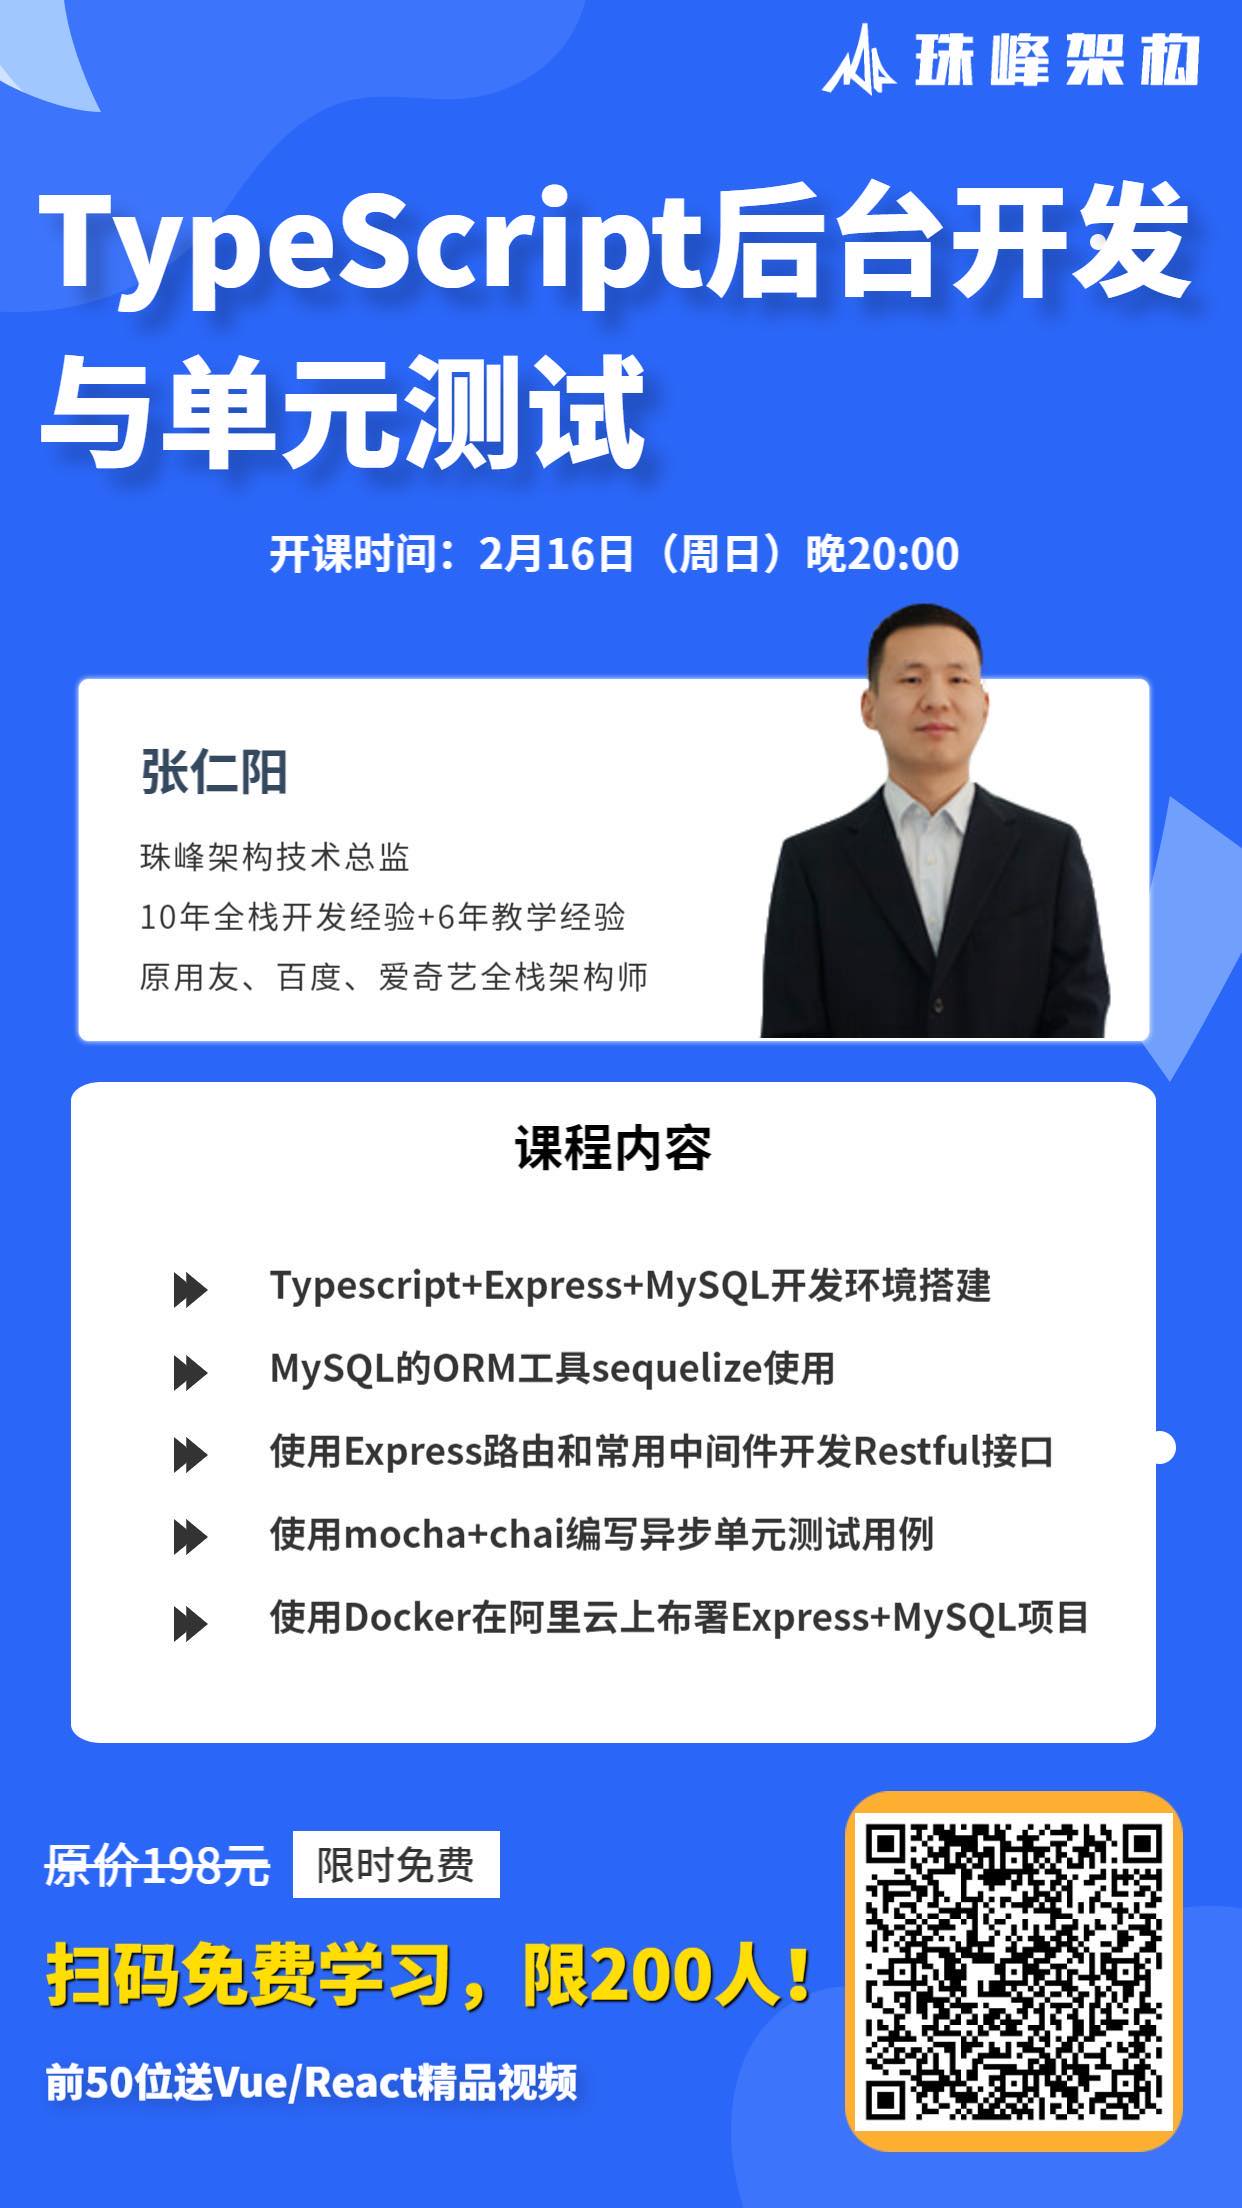 珠峰架构
TypeScript后台开发
与单元测试
开课时间：2月16日（周日）晚20:00
张仁阳
珠峰架构技术总监
10年全栈开发经验+6年教学经验
原用友、百度、爱奇艺全栈架构师
课程内容
Typescript+Express+MySQL开发环境搭建
MySQL的ORM工具sequelize使用
使用Express路由和常用中间件开发Restful接口
使用mocha+chai编写异步单元测试用例
使用Docker在阿里云上布署Express+MySQL项目
原价198元 限时免费
扫码免费学习，限200人！
前50位送Vue/React精品视频